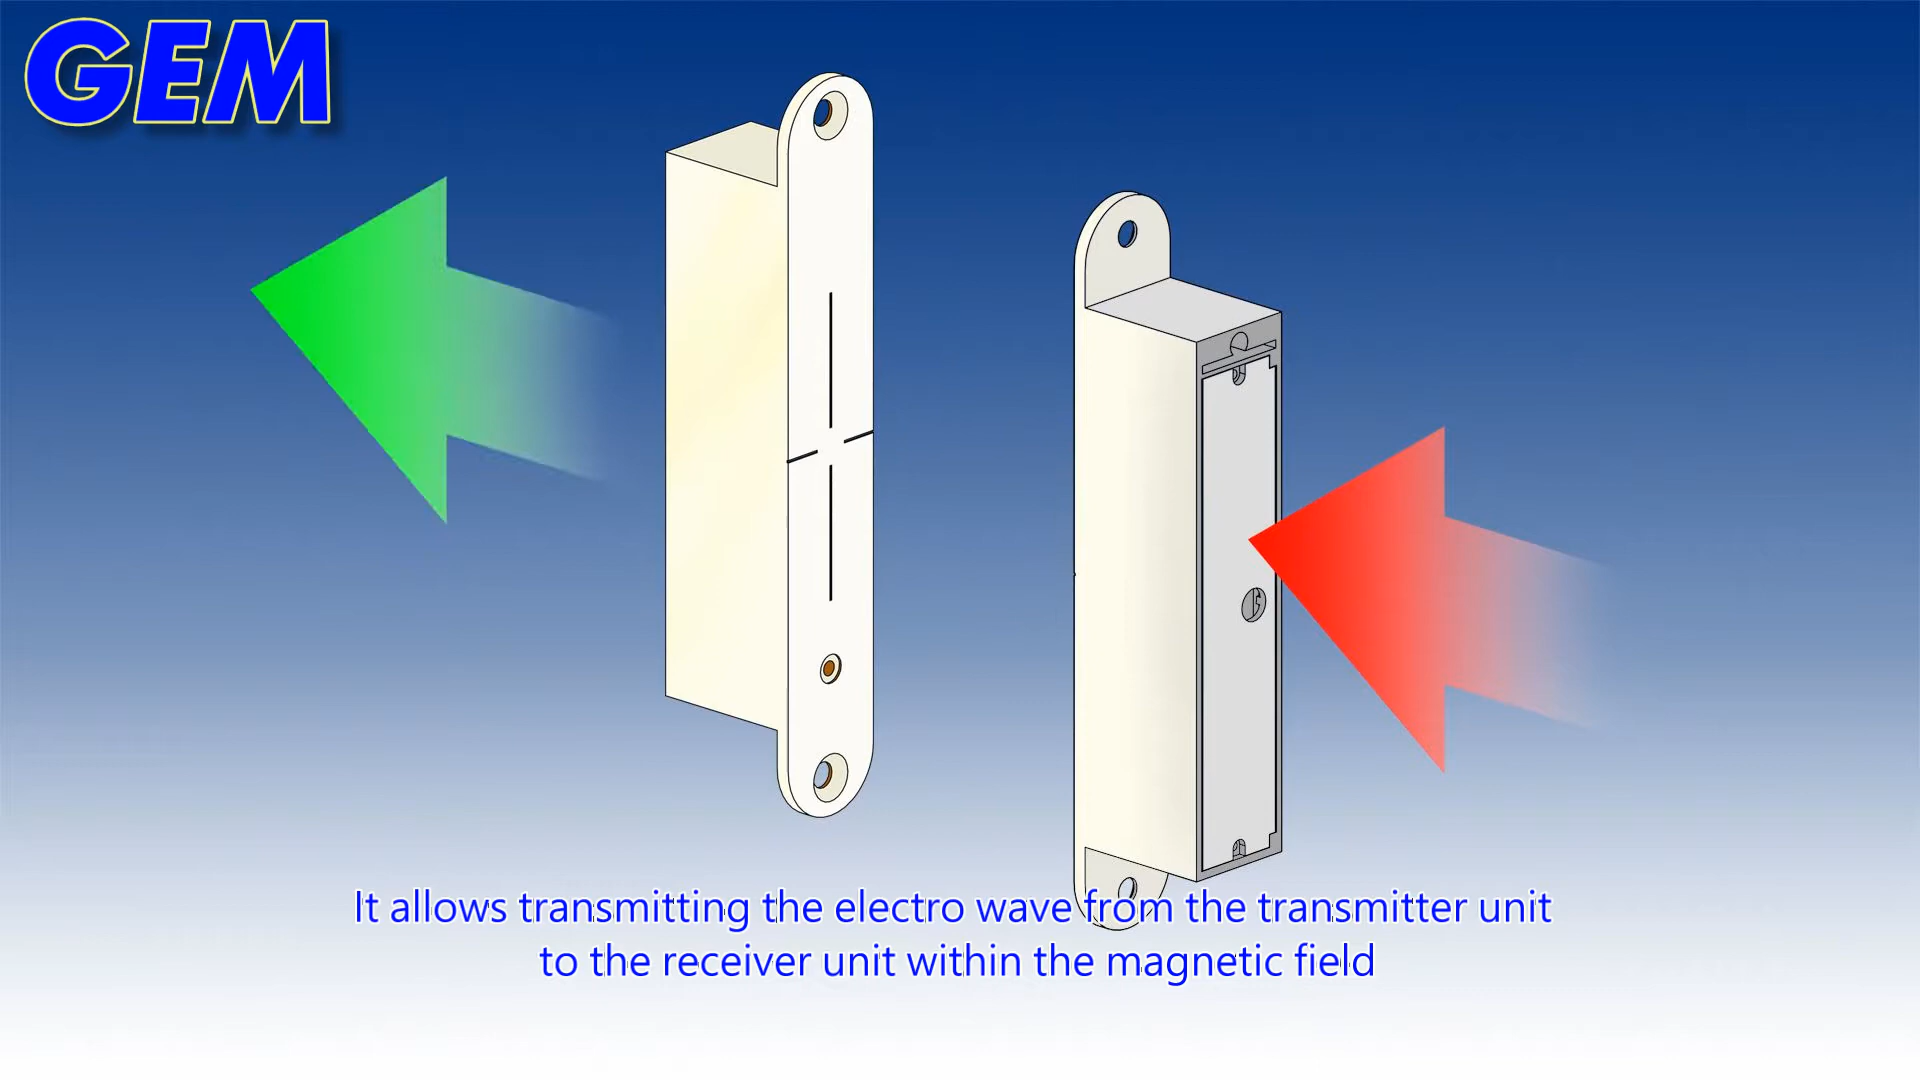 GEM
It allows transmitting the electro wave from the transmitter unit
to the receiver unit within the magnetic field